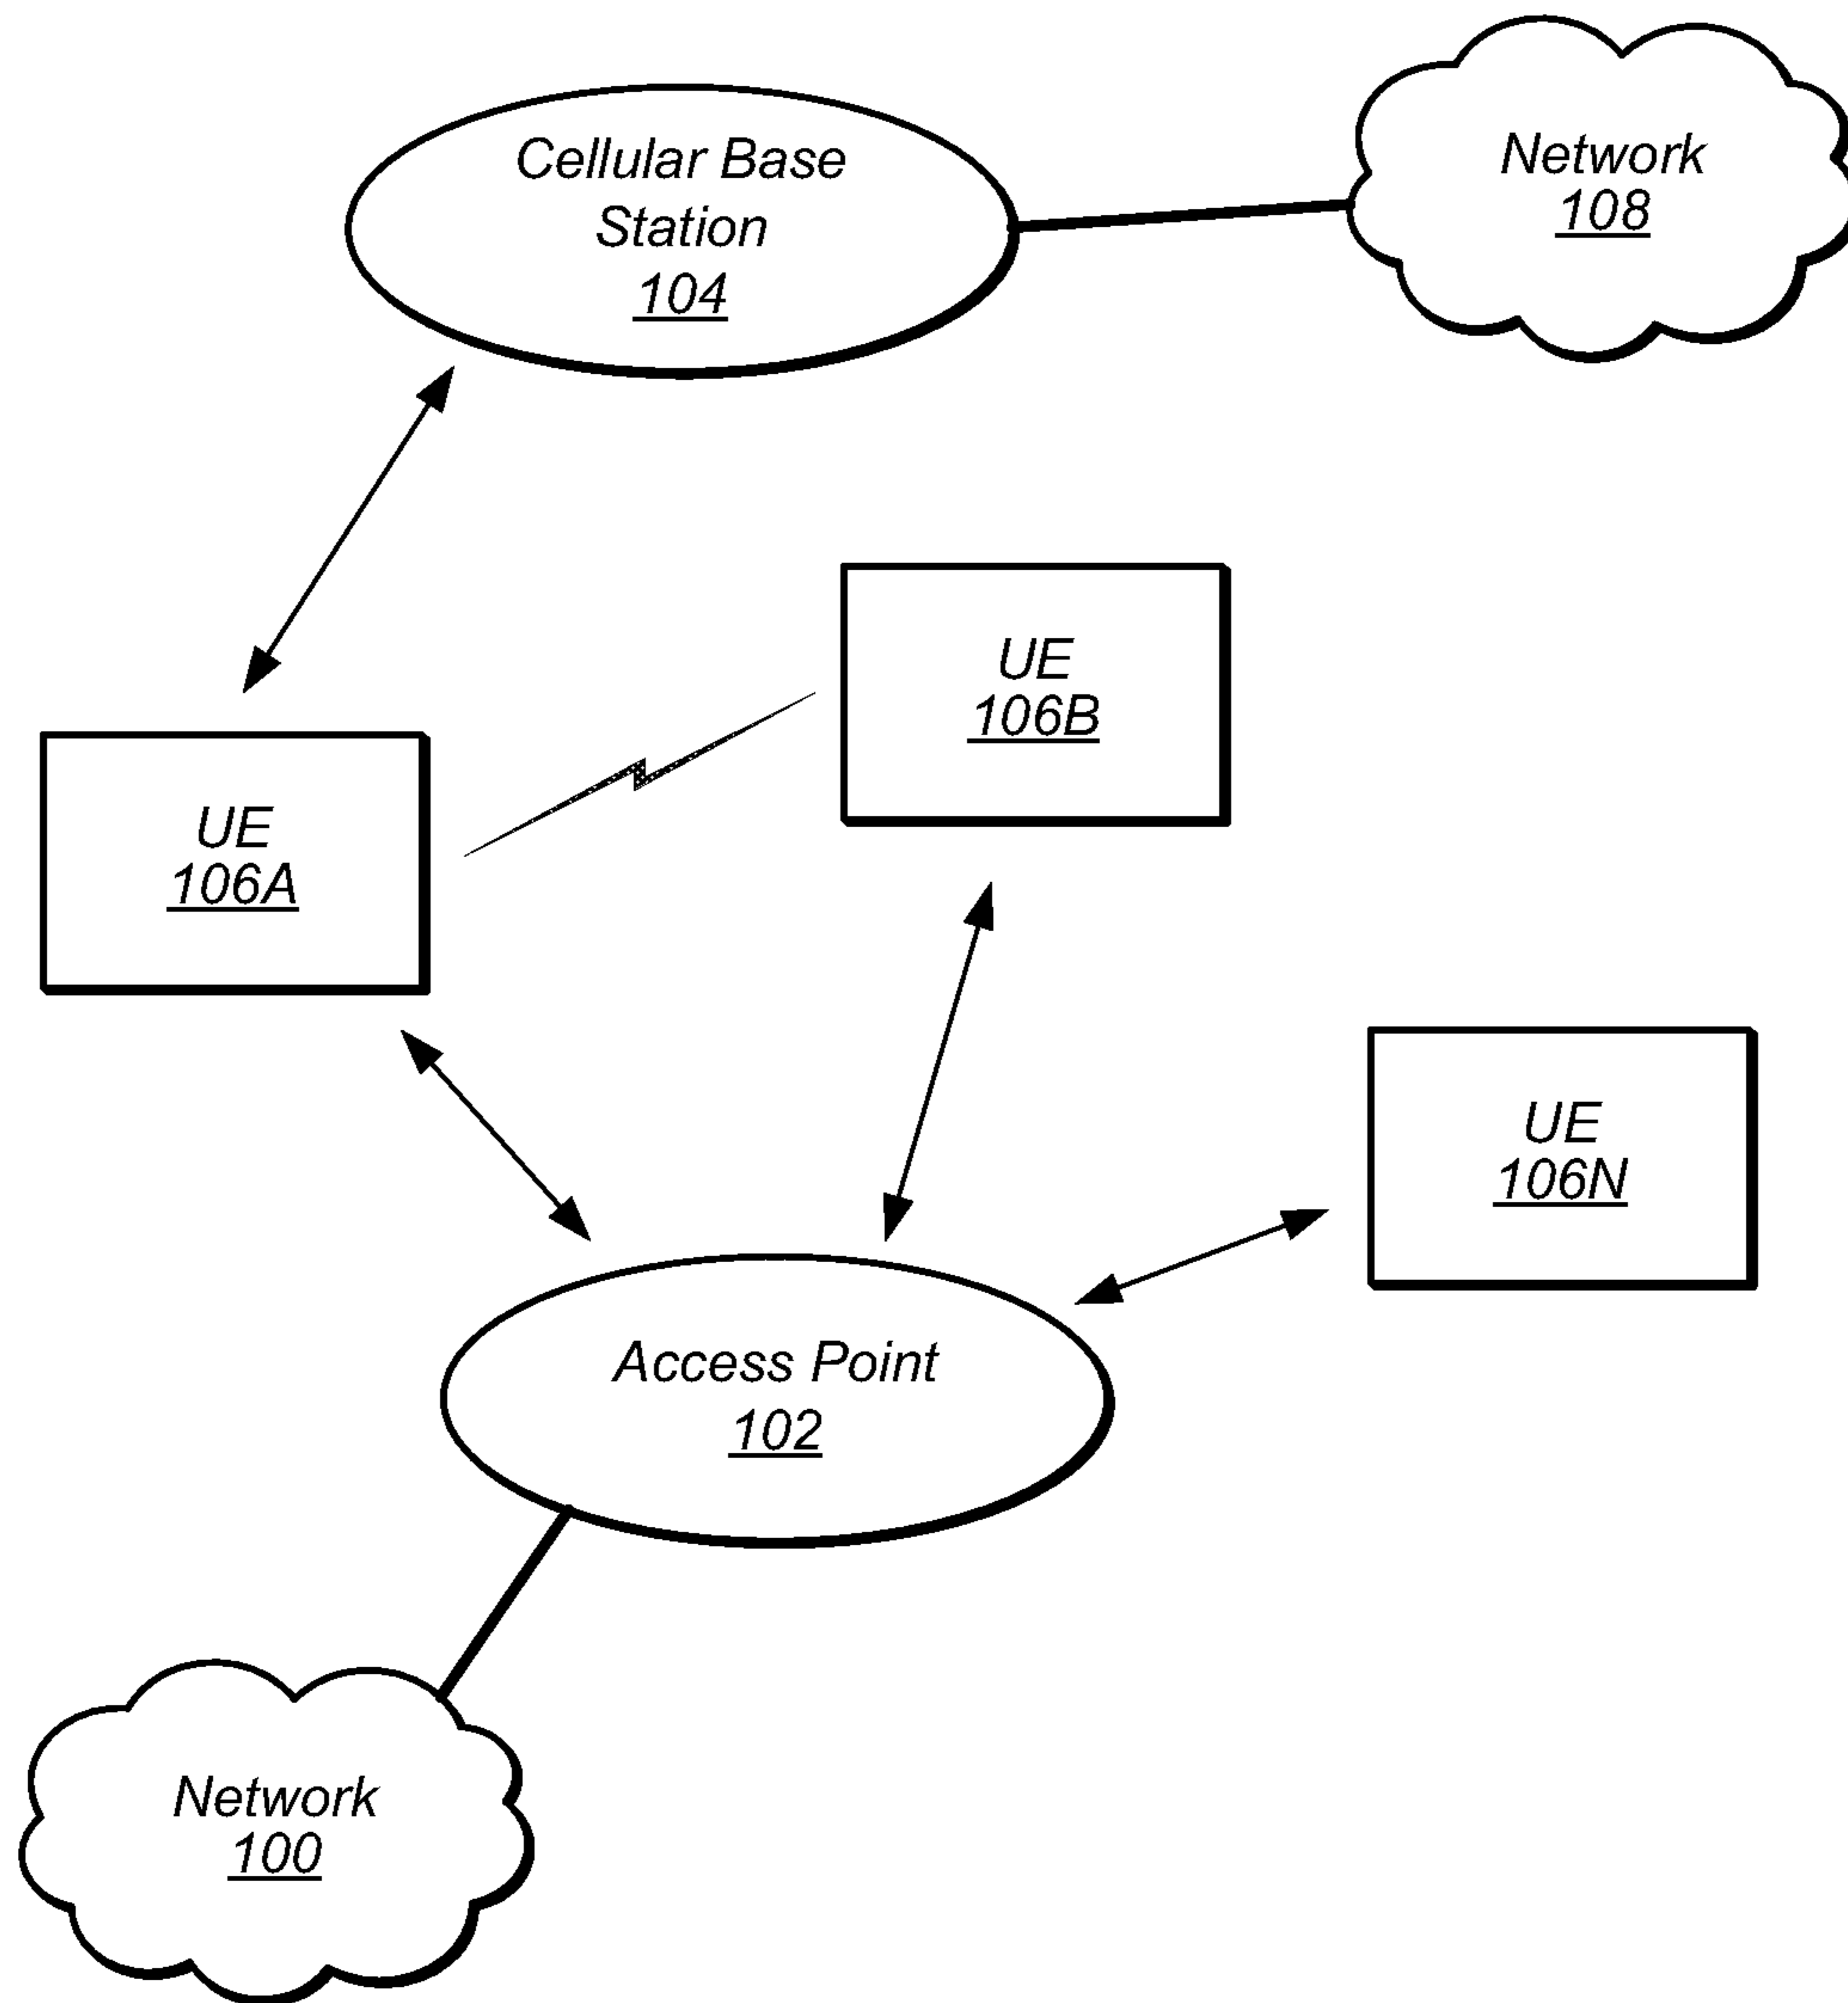 Cellular Base
Station
104
Network
108
UE
106B
UE
106A
UE
106N
Access Point
102
Network
100